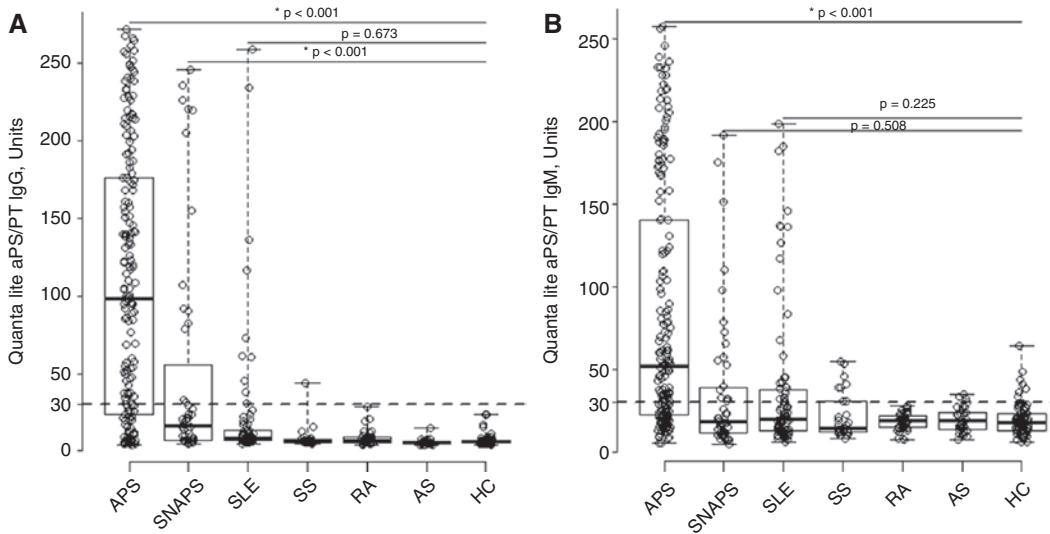 A
* p < 0.001
p = 0.673
* p < 0.001
Quanta lite aPS/PT IgG, Units
250
200
150
100
50
30
0
APS
SNAPS
SLE
SS
RA
AS
HC
B
* p < 0.001
p = 0.225
p = 0.508
Quanta lite aPS/PT IgM, Units
250
200
150
100
50
30
0
APS
SNAPS
SLE
SS
RA
AS
HC